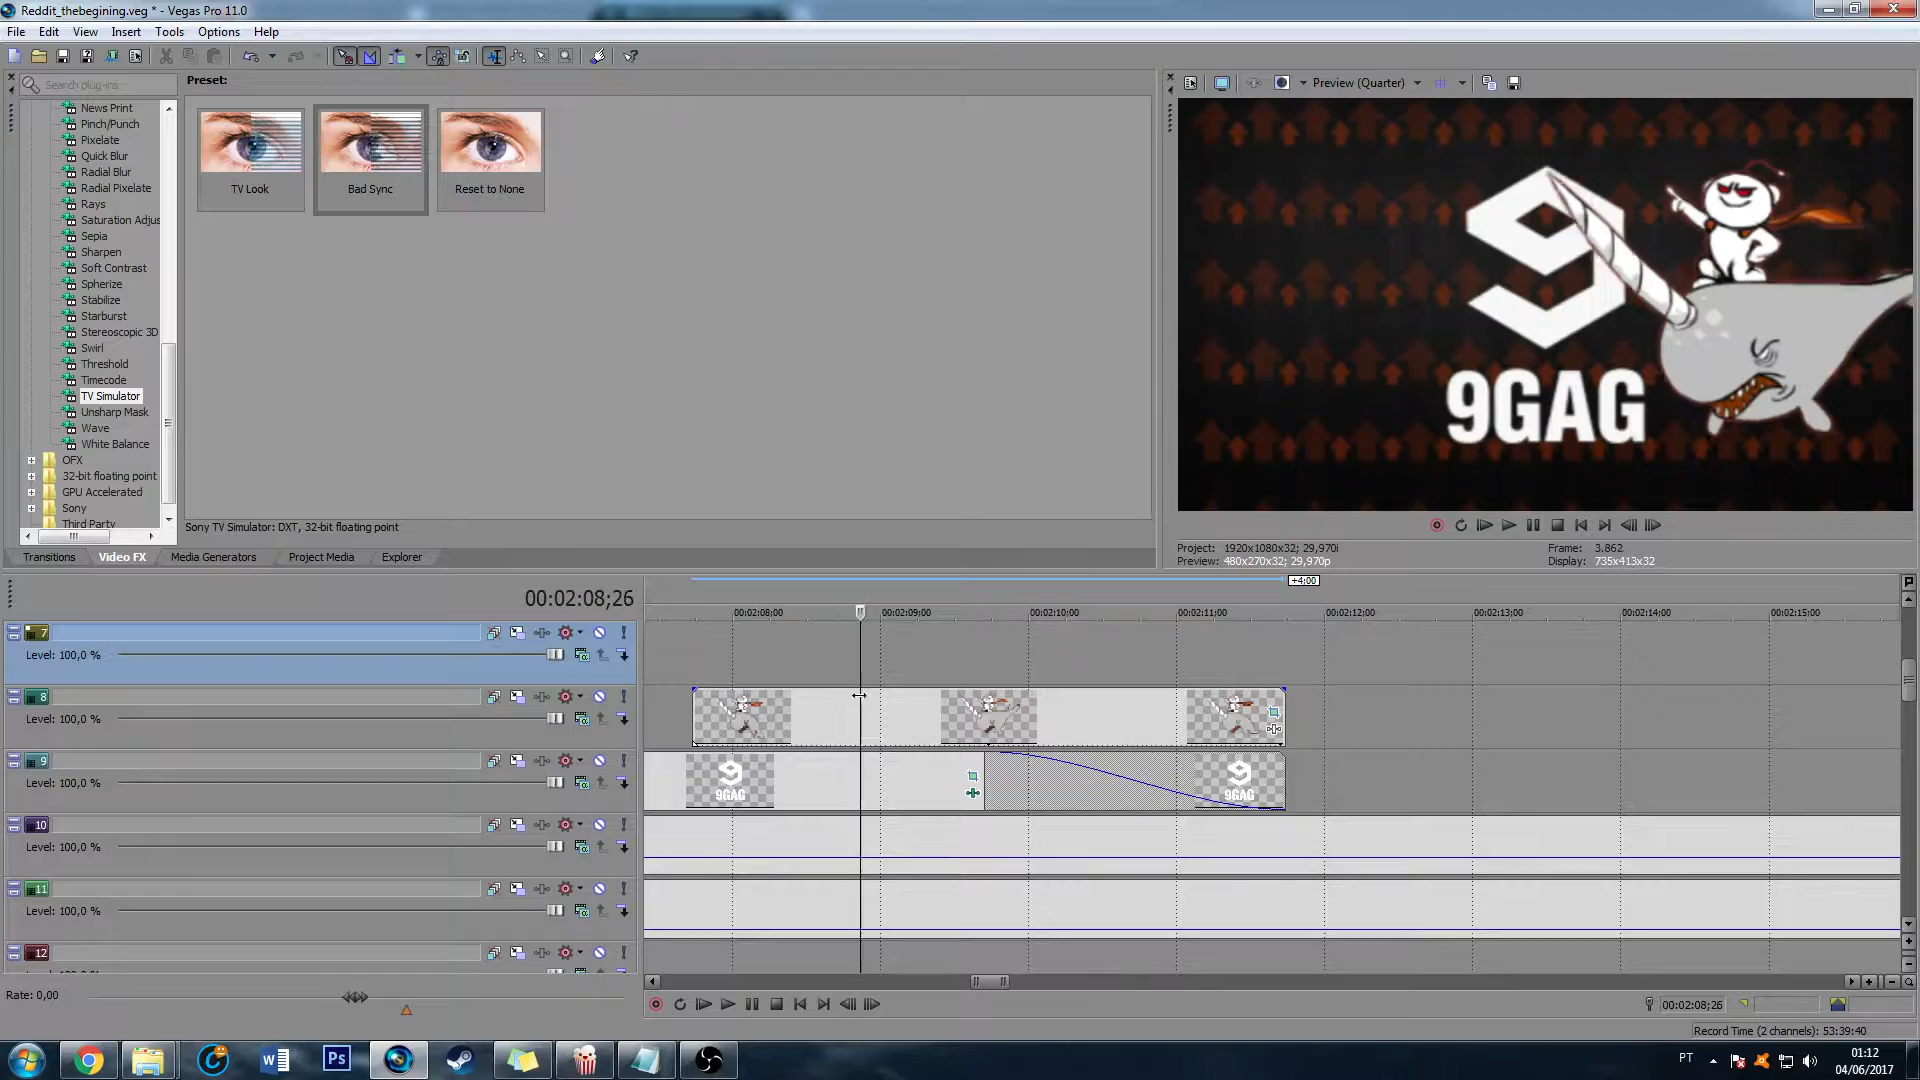 Reddit_thebegining.veg * - Vegas Pro 11.0
File Edit View Insert Tools Options Help
Search plug-ins
Preset:
Preview (Quarter)
News Print
Pinch/Punch
Pixelate
Quick Blur
Radial Blur
Radial Pixelate
Rays
Saturation Adjus
Sepia
Sharpen
Soft Contrast
Spherize
Stabilize
Starburst
Stereoscopic 3D
Swirl
Threshold
Timecode
TV Simulator
Unsharp Mask
Wave
White Balance
OFX
32-bit floating point
GPU Accelerated
Sony
Third Party
TV Look
Bad Sync
Reset to None
9GAG
Sony TV Simulator: DXT, 32-bit floating point
Transitions Video FX Media Generators Project Media Explorer
Project: 1920x1080x32; 29,970i
Frame: 3.862
Preview: 480x270x32; 29,970p
Display: 735x413x32
+4:00
00:02:08;26
00:02:08;00 00:02:09;00 00:02:10;00 00:02:11;00 00:02:12;00 00:02:13;00 00:02:14;00 00:02:15;00
7
Level: 100,0 %
8
Level: 100,0 %
9
Level: 100,0 %
9GAG
9GAG
10
Level: 100,0 %
11
Level: 100,0 %
12
Rate: 0,00
00:02:08;26
Record Time (2 channels): 53:39:40
Ps
PT
01:12
04/06/2017